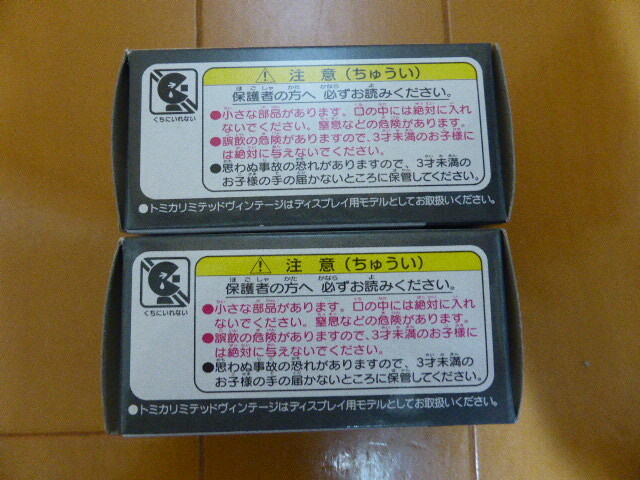 注意（ちゅうい）
保護者の方へ 必ずお読みください。
●小さな部品があります。口の中には絶対に入れ
ないでください。窒息などの危険があります。
●誤飲の危険がありますので、3才未満のお子様に
は絶対に与えないでください。
●思わぬ事故の恐れがありますので、3才未満の
お子様の手の届かないところに保管してください。
くちにいれない
●トミカリミテッドヴィンテージはディスプレイ用モデルとしてお取扱いください。
注意（ちゅうい）
保護者の方へ 必ずお読みください。
●小さな部品があります。口の中には絶対に入れ
ないでください。窒息などの危険があります。
●誤飲の危険がありますので、3才未満のお子様に
は絶対に与えないでください。
●思わぬ事故の恐れがありますので、3才未満の
お子様の手の届かないところに保管してください。
くちにいれない
●トミカリミテッドヴィンテージはディスプレイ用モデルとしてお取扱いください。